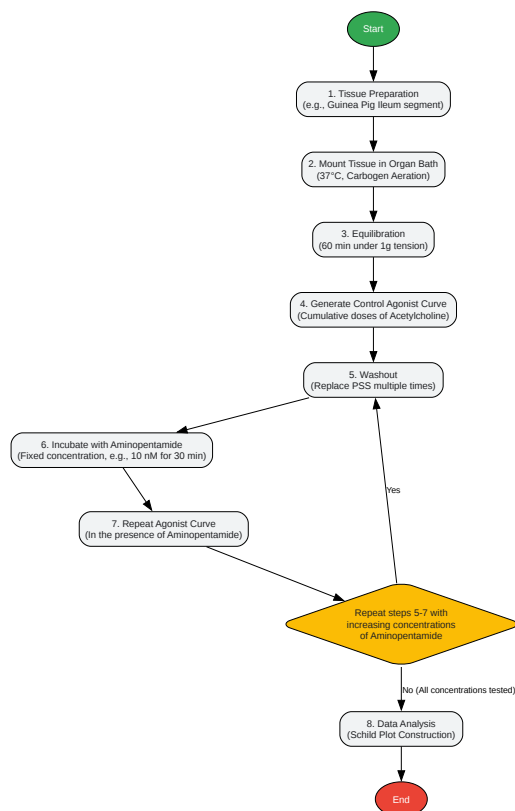 Start
1. Tissue Preparation
(e.g., Guinea Pig Ileum segment)
2. Mount Tissue in Organ Bath
(37°C, Carbogen Aeration)
3. Equilibration
(60 min under 1g tension)
4. Generate Control Agonist Curve
(Cumulative doses of Acetylcholine)
5. Washout
(Replace PSS multiple times)
6. Incubate with Aminopentamide
(Fixed concentration, e.g., 10 nM for 30 min)
7. Repeat Agonist Curve
(In the presence of Aminopentamide)
Yes
Repeat steps 5-7 with
increasing concentrations
of Aminopentamide
No (All concentrations tested)
8. Data Analysis
(Schild Plot Construction)
End